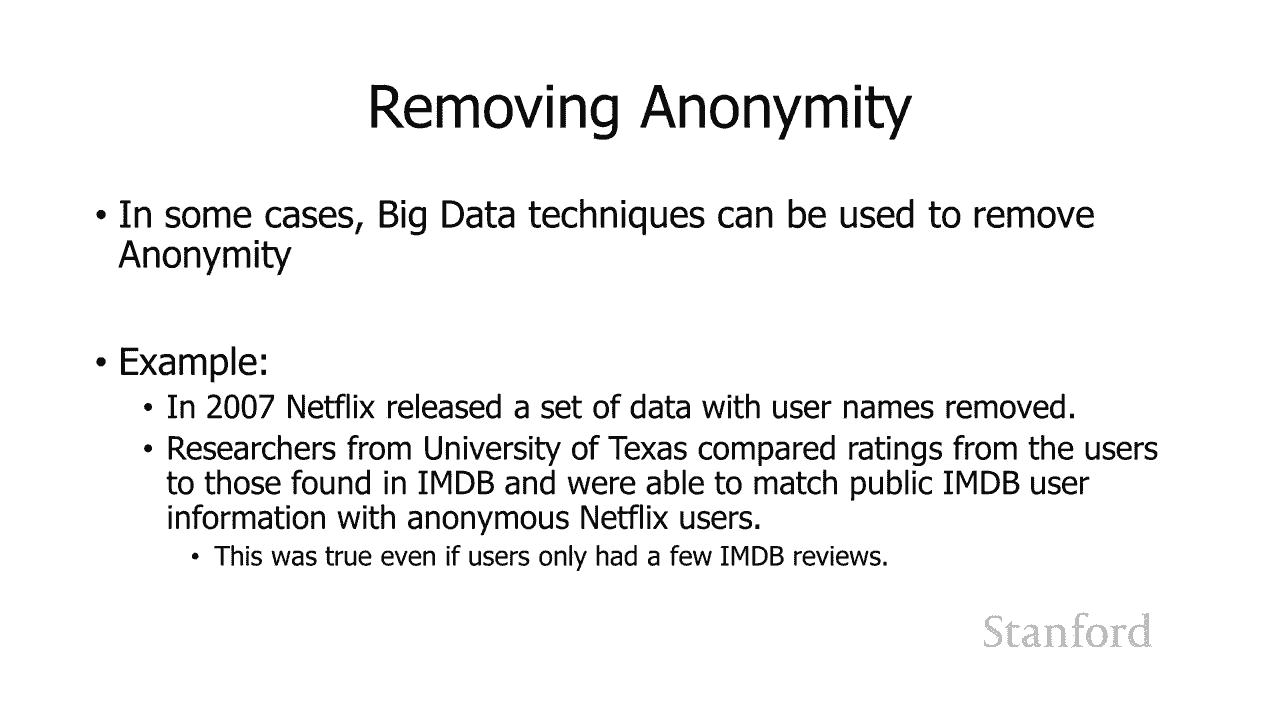 Removing Anonymity
• In some cases, Big Data techniques can be used to remove
Anonymity
• Example:
• In 2007 Netflix released a set of data with user names removed.
• Researchers from University of Texas compared ratings from the users
to those found in IMDB and were able to match public IMDB user
information with anonymous Netflix users.
• This was true even if users only had a few IMDB reviews.
Stanford